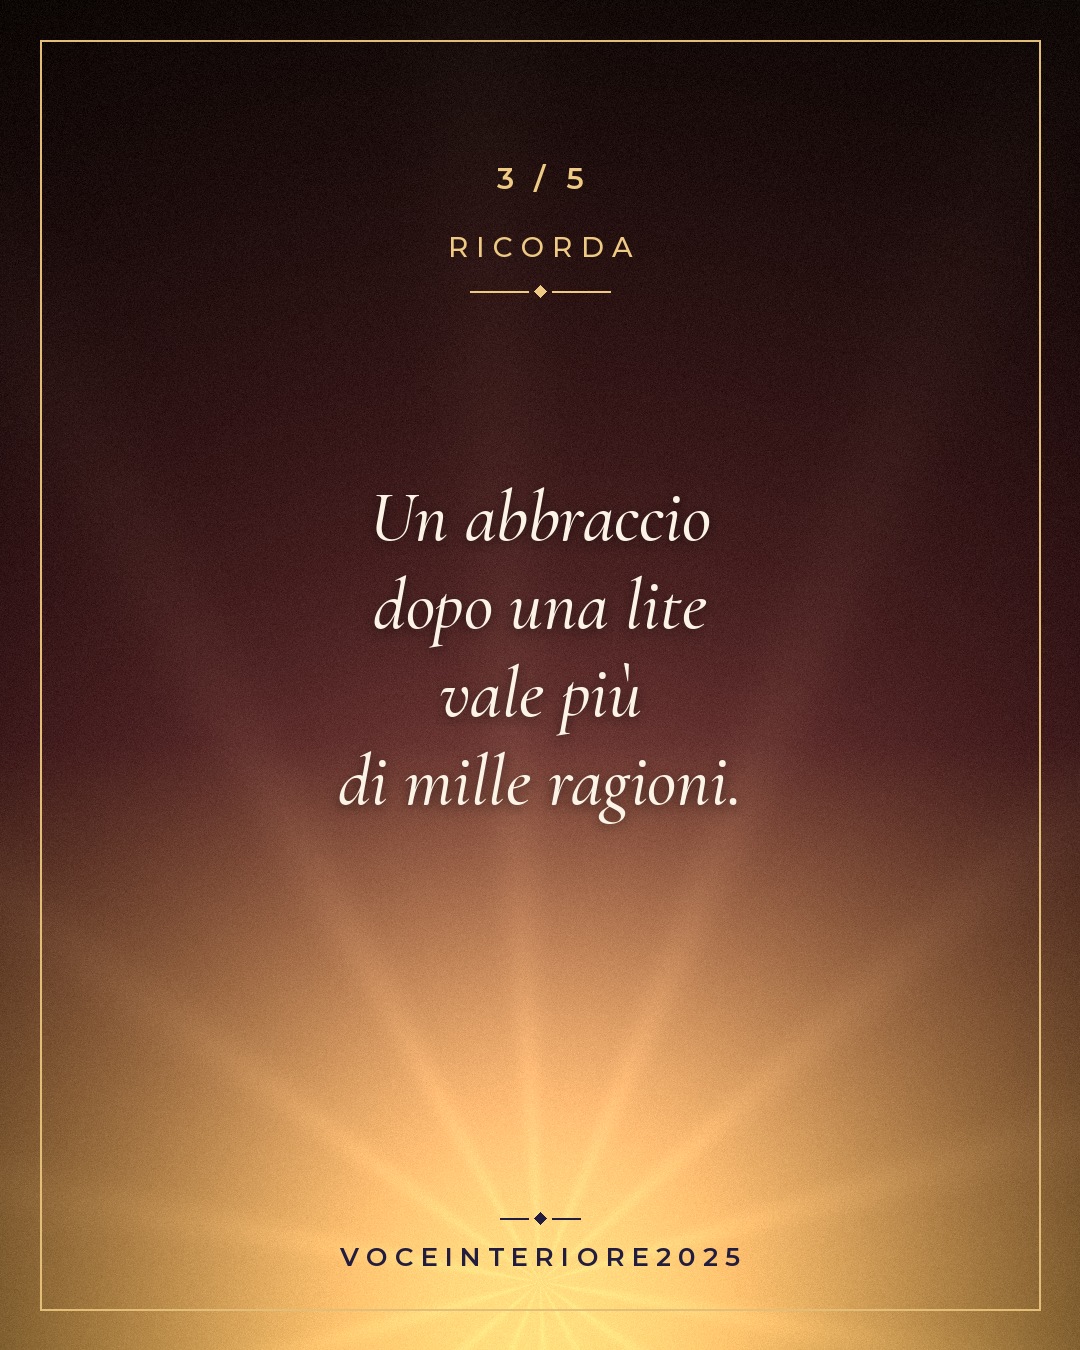 3 / 5
RICORDA
Un abbraccio
dopo una lite
vale più
di mille ragioni.
VOCEINTERIORE2025